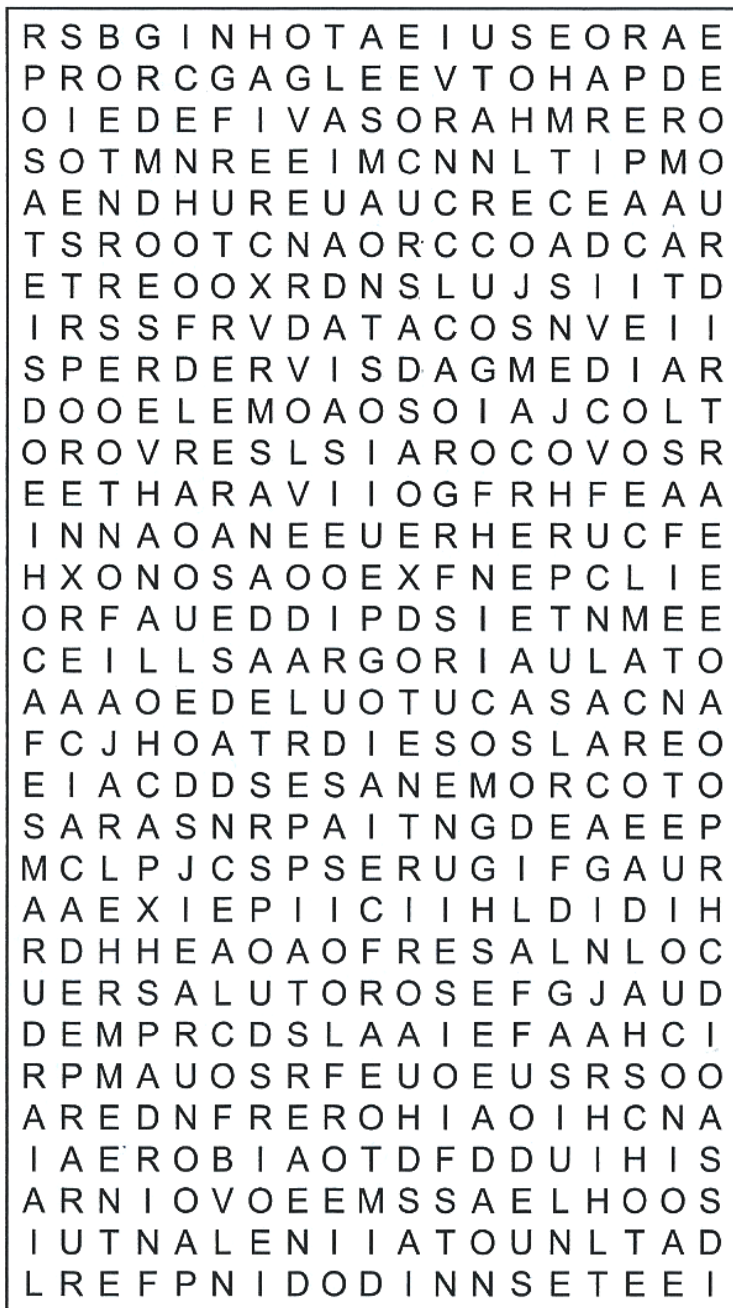 R S B G I N H O T A E I U S E O R A E
P R O R C G A G L E E V T O H A P D E
O I E D E F I V A S O R A H M R E R O
S O T M N R E E I M C N N L T I P M O
A E N D H U R E U A U C R E C E A A U
T S R O O T C N A O R C C O A D C A R
E T R E O O X R D N S L U J S I I T D
I R S S F R V D A T A C O S N V E I I
S P E R D E R V I S D A G M E D I A R
D O O E L E M O A O S O I A J C O L T
O R O V R E S L S I A R O C O V O S R
E E T H A R A V I I O G F R H F E A A
I N N A O A N E E U E R H E R U C F E
H X O N O S A O O E X F N E P C L I E
O R F A U E D D I P D S I E T N M E E
C E I L L S A A R G O R I A U L A T O
A A A O E D E L U O T U C A S A C N A
F C J H O A T R D I E S O S L A R E O
E I A C D D S E S A N E M O R C O T O
S A R A S N R P A I T N G D E A E E P
M C L P J C S P S E R U G I F G A U R
A A E X I E P I I C I I H L D I D I H
R D H H E A O A O F R E S A L N L O C
U E R S A L U T O R O S E F G J A U D
D E M P R C D S L A A I E F A A H C I
R P M A U O S R F E U O E U S R S O O
A R E D N F R E R O H I A O I H C N A
I A E R O B I A O T D F D D U I H I S
A R N I O V O E E M S S A E L H O O S
I U T N A L E N I I A T O U N L T A D
L R E F P N I D O D I N N S E T E E I